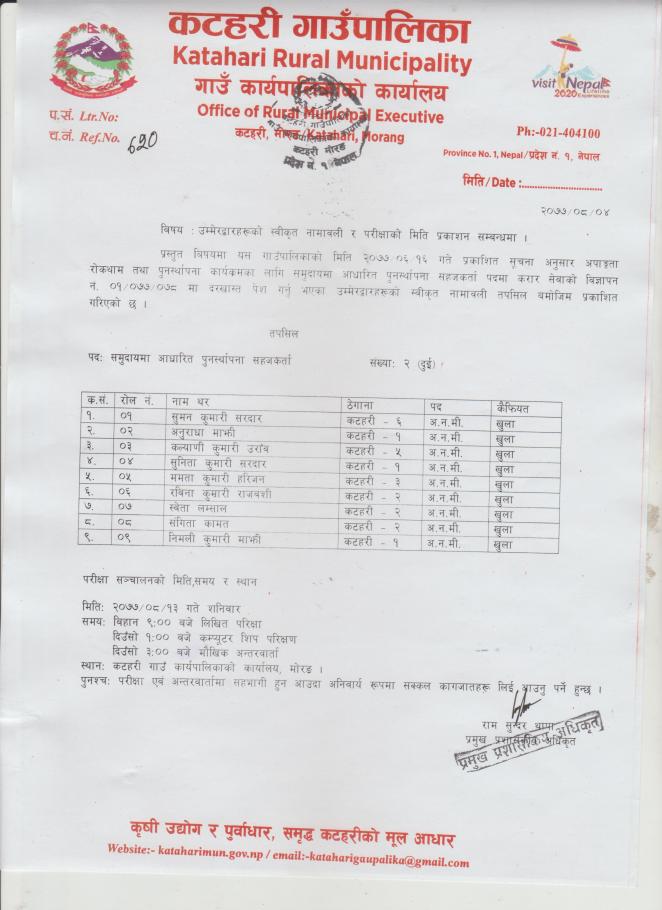 कटहरी गाउँपालिका
Katahari Rural Municipality
गाउँ कार्यपालिकाको कार्यालय
Office of Rural Municipal Executive
कटहरी, मोरङ/Katahari, Morang
visit Nepal
2020
Lifetime Experiences
प.सं. Ltr.No:
च.नं. Ref.No. 620
Ph:-021-404100
Province No. 1, Nepal/प्रदेश नं. १, नेपाल
मिति/Date :..............................
२०७७/०८/०४
विषय : उम्मेरद्वारहरूको स्वीकृत नामावली र परीक्षाको मिति प्रकाशन सम्बन्धमा ।
प्रस्तुत विषयमा यस गाउँपालिकाको मिति २०७७/०६/१६ गते प्रकाशित सूचना अनुसार अपाङ्गता
रोकथाम तथा पुनर्स्थापना कार्यक्रमका लागि समुदायमा आधारित पुनर्स्थापना सहजकर्ता पदमा करार सेवाको विज्ञापन
नं. ०१/०७७/०७८ मा दरखास्त पेश गर्नु भएका उम्मेरद्वारहरूको स्वीकृत नामावली तपसिल बमोजिम प्रकाशित
गरिएको छ ।
तपसिल
पदः समुदायमा आधारित पुनर्स्थापना सहजकर्ता संख्याः २ (दुई)
क.सं. रोल नं. नाम थर ठेगाना पद कैफियत
१. ०१ सुमन कुमारी सरदार कटहरी - ६ अ.न.मी. खुला
२. ०२ अनुराधा माझी कटहरी - १ अ.न.मी. खुला
३. ०३ कल्याणी कुमारी उराँव कटहरी - ५ अ.न.मी. खुला
४. ०४ सुनिता कुमारी सरदार कटहरी - १ अ.न.मी. खुला
५. ०५ ममता कुमारी हरिजन कटहरी - ३ अ.न.मी. खुला
६. ०६ रबिना कुमारी राजबंशी कटहरी - २ अ.न.मी. खुला
७. ०७ स्वेता लम्साल कटहरी - २ अ.न.मी. खुला
८. ०८ संगिता कामत कटहरी - २ अ.न.मी. खुला
९. ०९ निमली कुमारी माझी कटहरी - १ अ.न.मी. खुला
परीक्षा सञ्चालनको मिति,समय र स्थान
मितिः २०७७/०८/१३ गते शनिबार
समयः बिहान ९:०० बजे लिखित परिक्षा
दिउँसो १:०० बजे कम्प्युटर शिप परिक्षण
दिउँसो ३:०० बजे मौखिक अन्तरवार्ता
स्थानः कटहरी गाउँ कार्यपालिकाको कार्यालय, मोरङ ।
पुनश्चः परीक्षा एवं अन्तरवार्तामा सहभागी हुन आउदा अनिवार्य रूपमा सक्कल कागजातहरू लिई आउनु पर्ने हुन्छ ।
राम सुन्दर थापा
प्रमुख प्रशासकीय अधिकृत
प्रमुख प्रशासकिय अधिकृत
कृषी उद्योग र पुर्वाधार, समृद्ध कटहरीको मूल आधार
Website:- kataharimun.gov.np / email:-katiharigaupalika@gmail.com